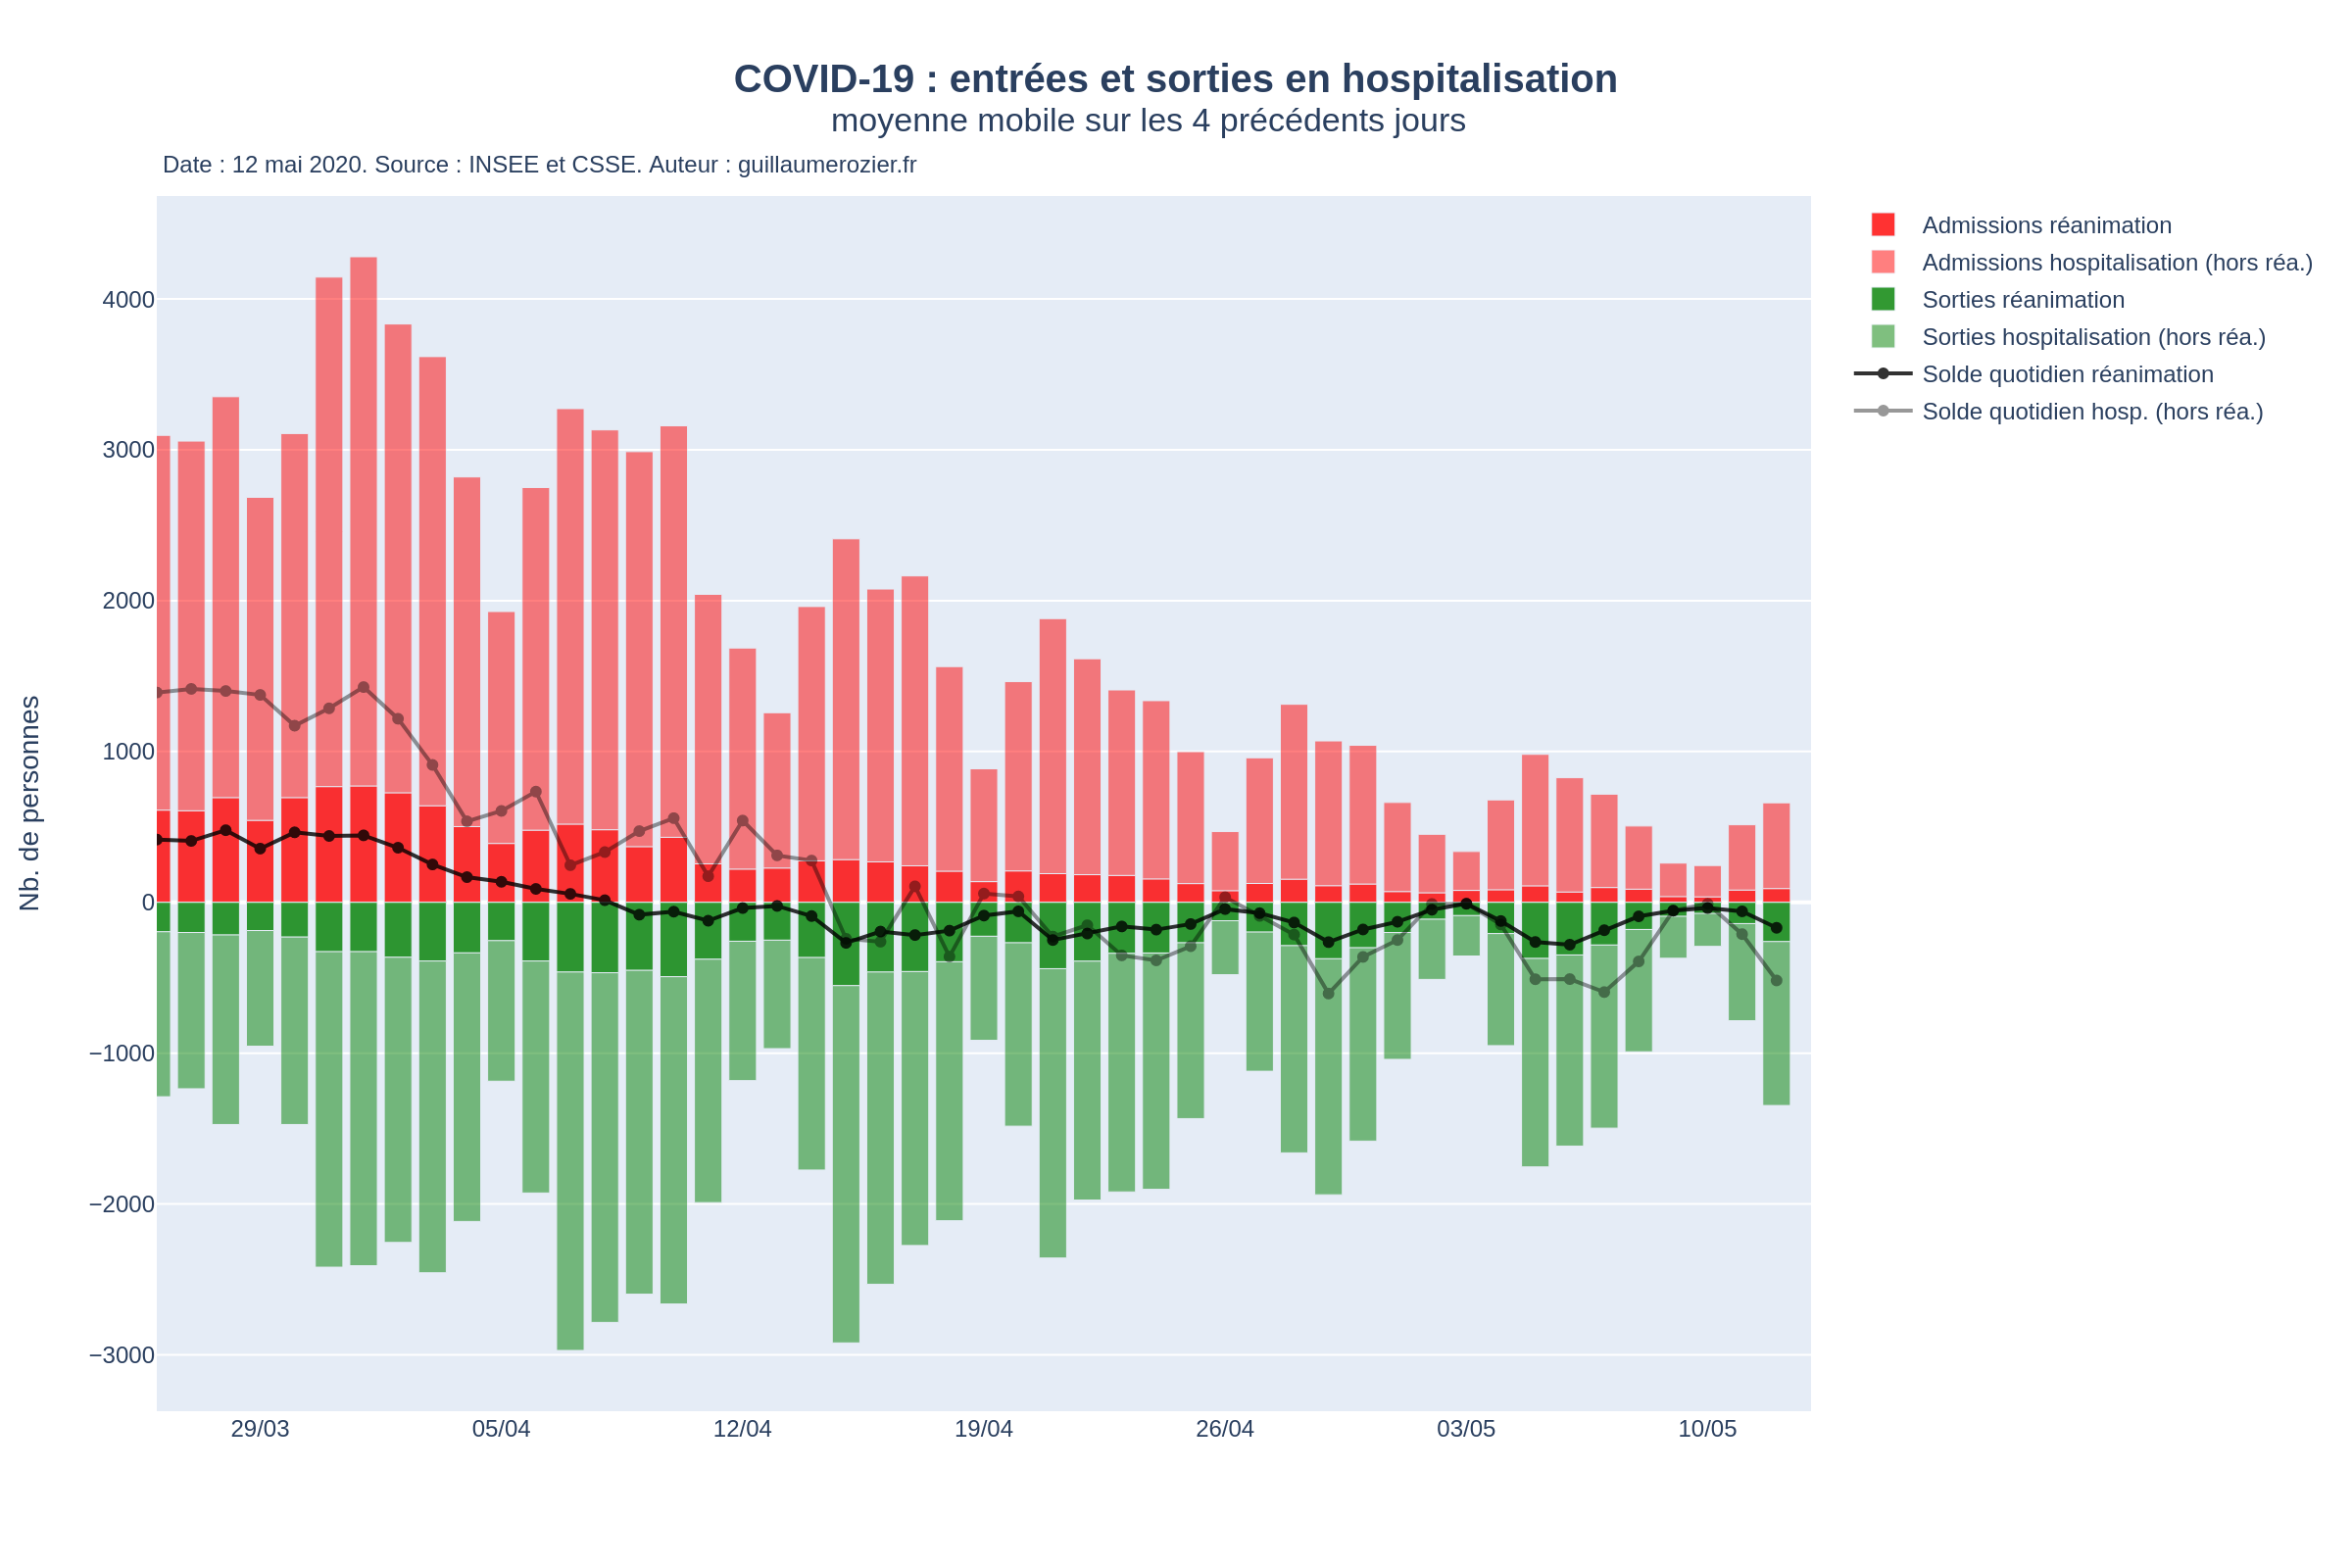 COVID-19 : entrées et sorties en hospitalisation
moyenne mobile sur les 4 précédents jours
Date : 12 mai 2020. Source : INSEE et CSSE. Auteur : guillaumerozier.fr
Admissions réanimation
Admissions hospitalisation (hors réa.)
Sorties réanimation
Sorties hospitalisation (hors réa.)
Solde quotidien réanimation
Solde quotidien hosp. (hors réa.)
Nb. de personnes
4000
3000
2000
1000
0
−1000
−2000
−3000
29/03 05/04 12/04 19/04 26/04 03/05 10/05